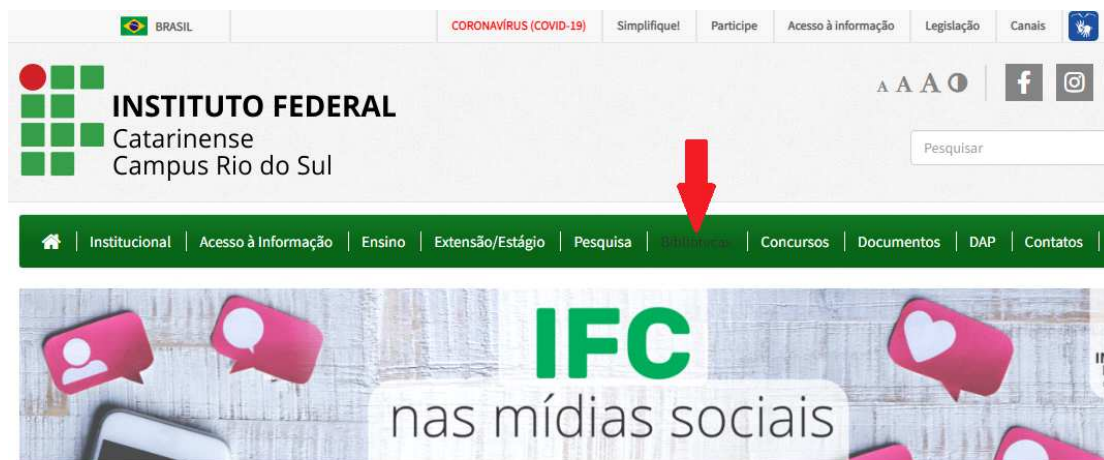 BRASIL CORONAVÍRUS (COVID-19) Simplifique! Participe Acesso à informação Legislação Canais
A A A
INSTITUTO FEDERAL
Catarinense
Campus Rio do Sul
Pesquisar
Institucional Acesso à Informação Ensino Extensão/Estágio Pesquisa Concursos Documentos DAP Contatos
IFC
nas mídias sociais